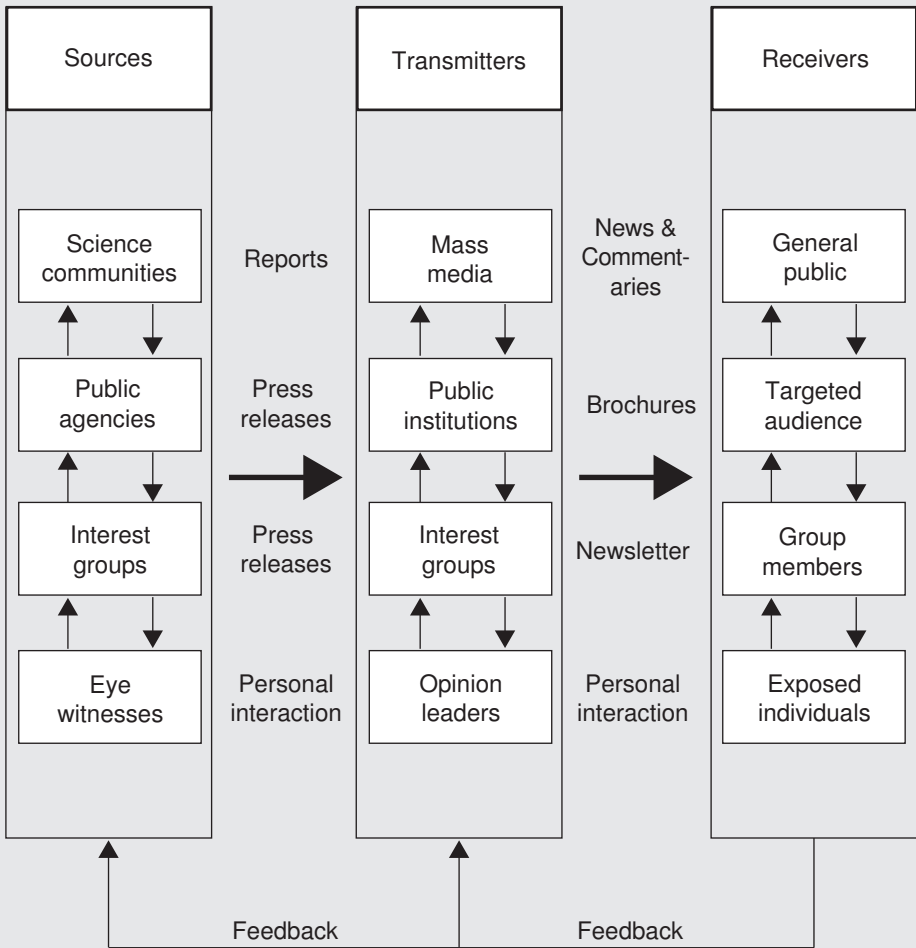 Sources
Transmitters
Receivers
Science
communities
Reports
Mass
media
News &
Comment-
aries
General
public
Public
agencies
Press
releases
Public
institutions
Brochures
Targeted
audience
Interest
groups
Press
releases
Interest
groups
Newsletter
Group
members
Eye
witnesses
Personal
interaction
Opinion
leaders
Personal
interaction
Exposed
individuals
Feedback
Feedback